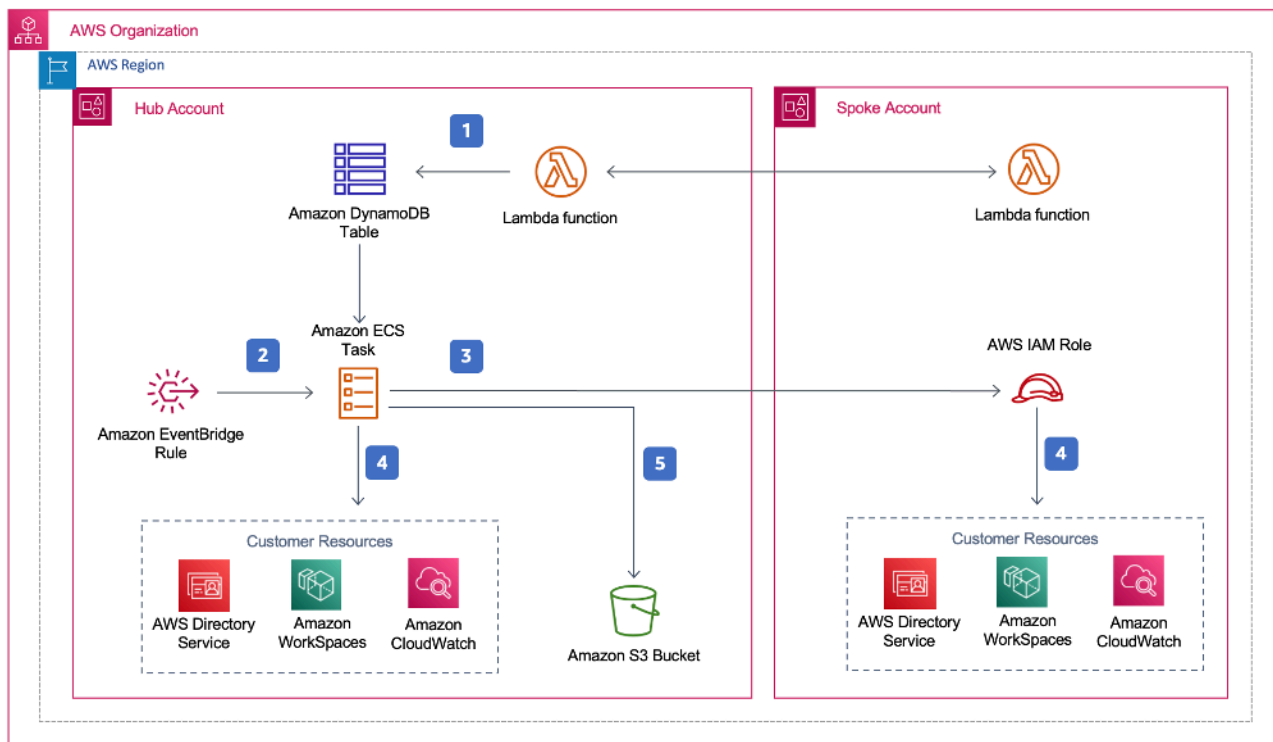 AWS Organization
AWS Region
Hub Account
Spoke Account
1
Amazon DynamoDB
Table
Lambda function
Lambda function
Amazon ECS
Task
2
3
AWS IAM Role
Amazon EventBridge
Rule
4
5
4
Customer Resources
AWS Directory
Service
Amazon
WorkSpaces
Amazon
CloudWatch
Amazon S3 Bucket
Customer Resources
AWS Directory
Service
Amazon
WorkSpaces
Amazon
CloudWatch